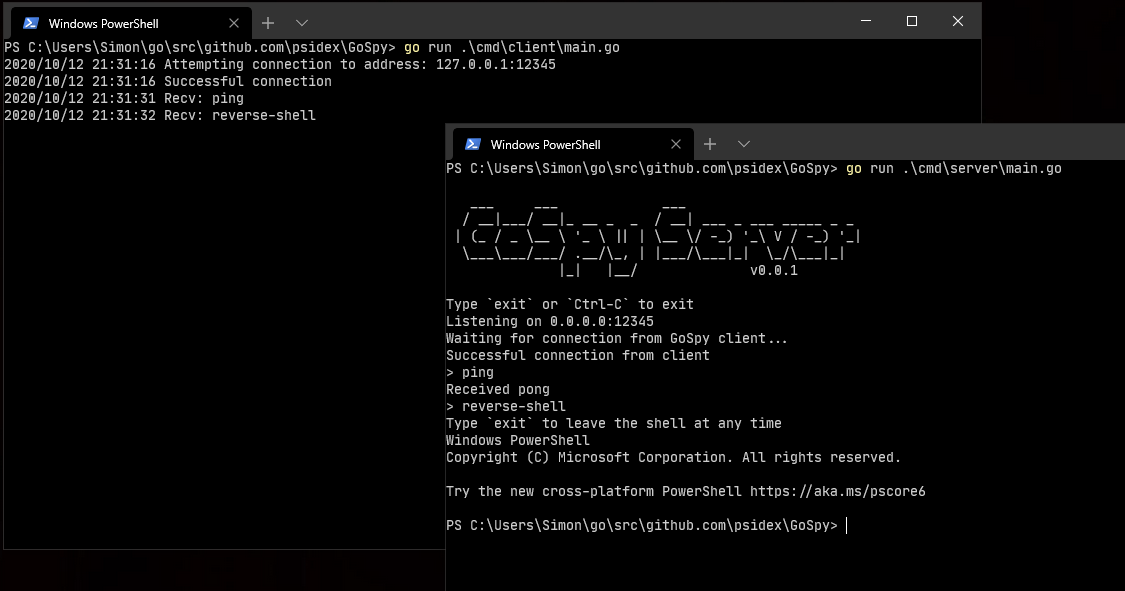 Windows PowerShell
PS C:\Users\Simon\go\src\github.com\psidex\GoSpy> go run .\cmd\client\main.go
2020/10/12 21:31:16 Attempting connection to address: 127.0.0.1:12345
2020/10/12 21:31:16 Successful connection
2020/10/12 21:31:31 Recv: ping
2020/10/12 21:31:32 Recv: reverse-shell
Windows PowerShell
PS C:\Users\Simon\go\src\github.com\psidex\GoSpy> go run .\cmd\server\main.go
GoSpy Server
v0.0.1
Type `exit` or `Ctrl-C` to exit
Listening on 0.0.0.0:12345
Waiting for connection from GoSpy client...
Successful connection from client
> ping
Received pong
> reverse-shell
Type `exit` to leave the shell at any time
Windows PowerShell
Copyright (C) Microsoft Corporation. All rights reserved.
Try the new cross-platform PowerShell https://aka.ms/pscore6
PS C:\Users\Simon\go\src\github.com\psidex\GoSpy>